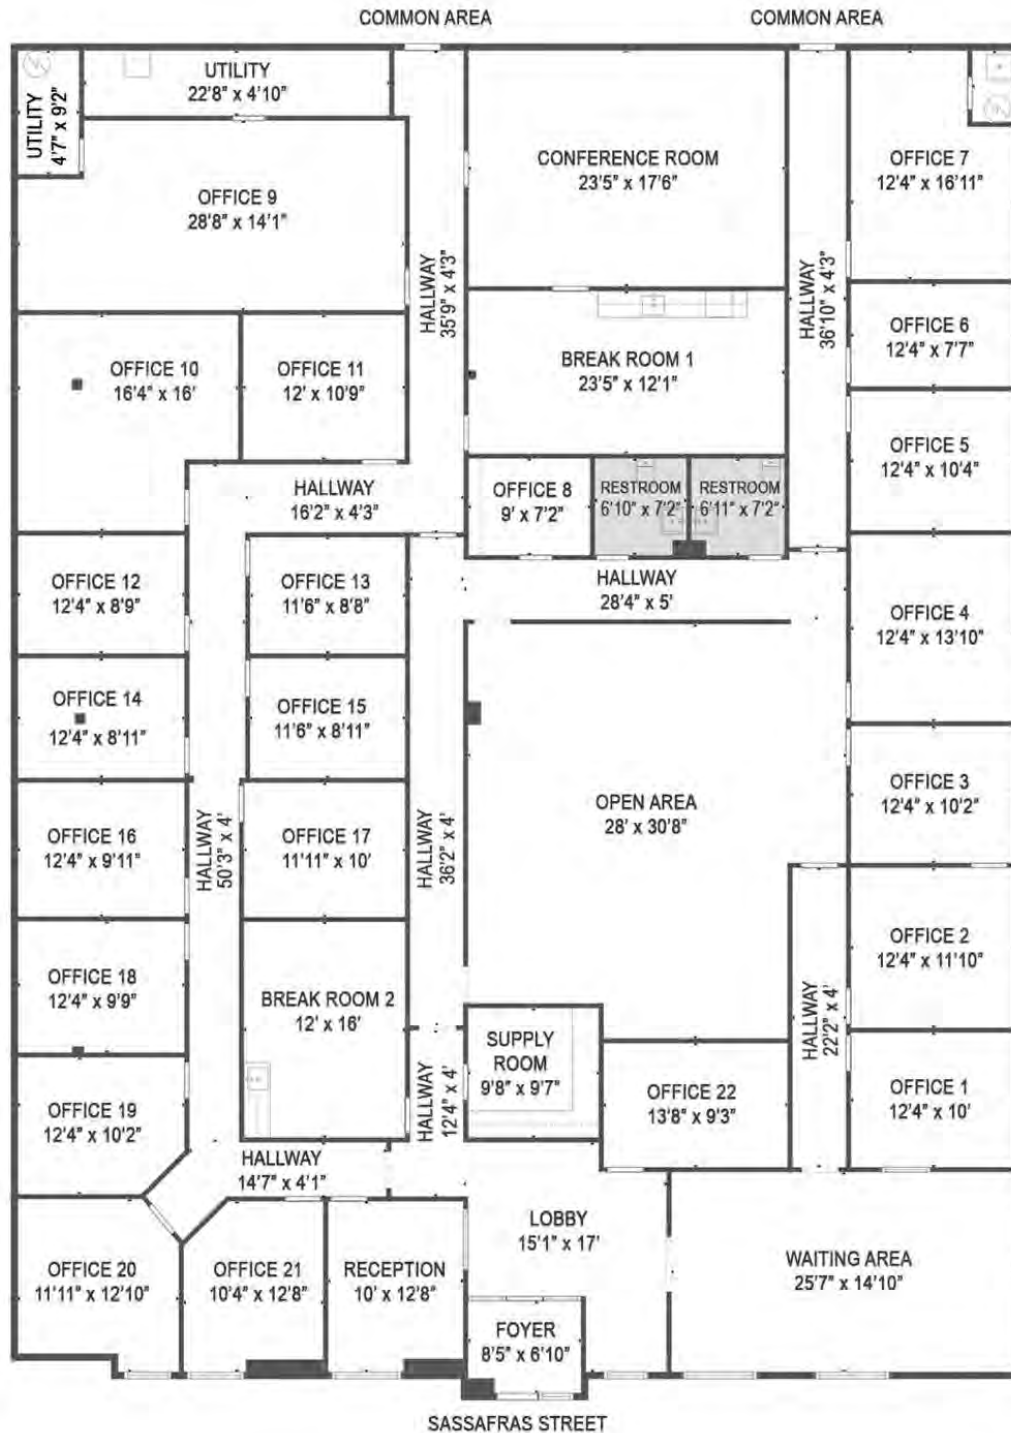 COMMON AREA
COMMON AREA
UTILITY
22'8" x 4'10"
UTILITY
4'7" x 9'2"
OFFICE 9
28'8" x 14'1"
CONFERENCE ROOM
23'5" x 17'6"
OFFICE 7
12'4" x 16'11"
HALLWAY
35'9" x 4'3"
HALLWAY
36'10" x 4'3"
OFFICE 6
12'4" x 7'7"
OFFICE 10
16'4" x 16'
OFFICE 11
12' x 10'9"
BREAK ROOM 1
23'5" x 12'1"
OFFICE 5
12'4" x 10'4"
HALLWAY
16'2" x 4'3"
OFFICE 8
9' x 7'2"
RESTROOM
6'10" x 7'2"
RESTROOM
6'11" x 7'2"
OFFICE 12
12'4" x 8'9"
OFFICE 13
11'6" x 8'8"
HALLWAY
28'4" x 5'
OFFICE 4
12'4" x 13'10"
OFFICE 14
12'4" x 8'11"
OFFICE 15
11'6" x 8'11"
OPEN AREA
28' x 30'8"
OFFICE 3
12'4" x 10'2"
OFFICE 16
12'4" x 9'11"
HALLWAY
50'3" x 4'
OFFICE 17
11'11" x 10'
HALLWAY
36'2" x 4'
OFFICE 2
12'4" x 11'10"
OFFICE 18
12'4" x 9'9"
BREAK ROOM 2
12' x 16'
HALLWAY
22'2" x 4'
SUPPLY
ROOM
9'8" x 9'7"
OFFICE 22
13'8" x 9'3"
OFFICE 1
12'4" x 10'
OFFICE 19
12'4" x 10'2"
HALLWAY
12'4" x 4'
HALLWAY
14'7" x 4'1"
LOBBY
15'1" x 17'
WAITING AREA
25'7" x 14'10"
OFFICE 20
11'11" x 12'10"
OFFICE 21
10'4" x 12'8"
RECEPTION
10' x 12'8"
FOYER
8'5" x 6'10"
SASSAFRAS STREET